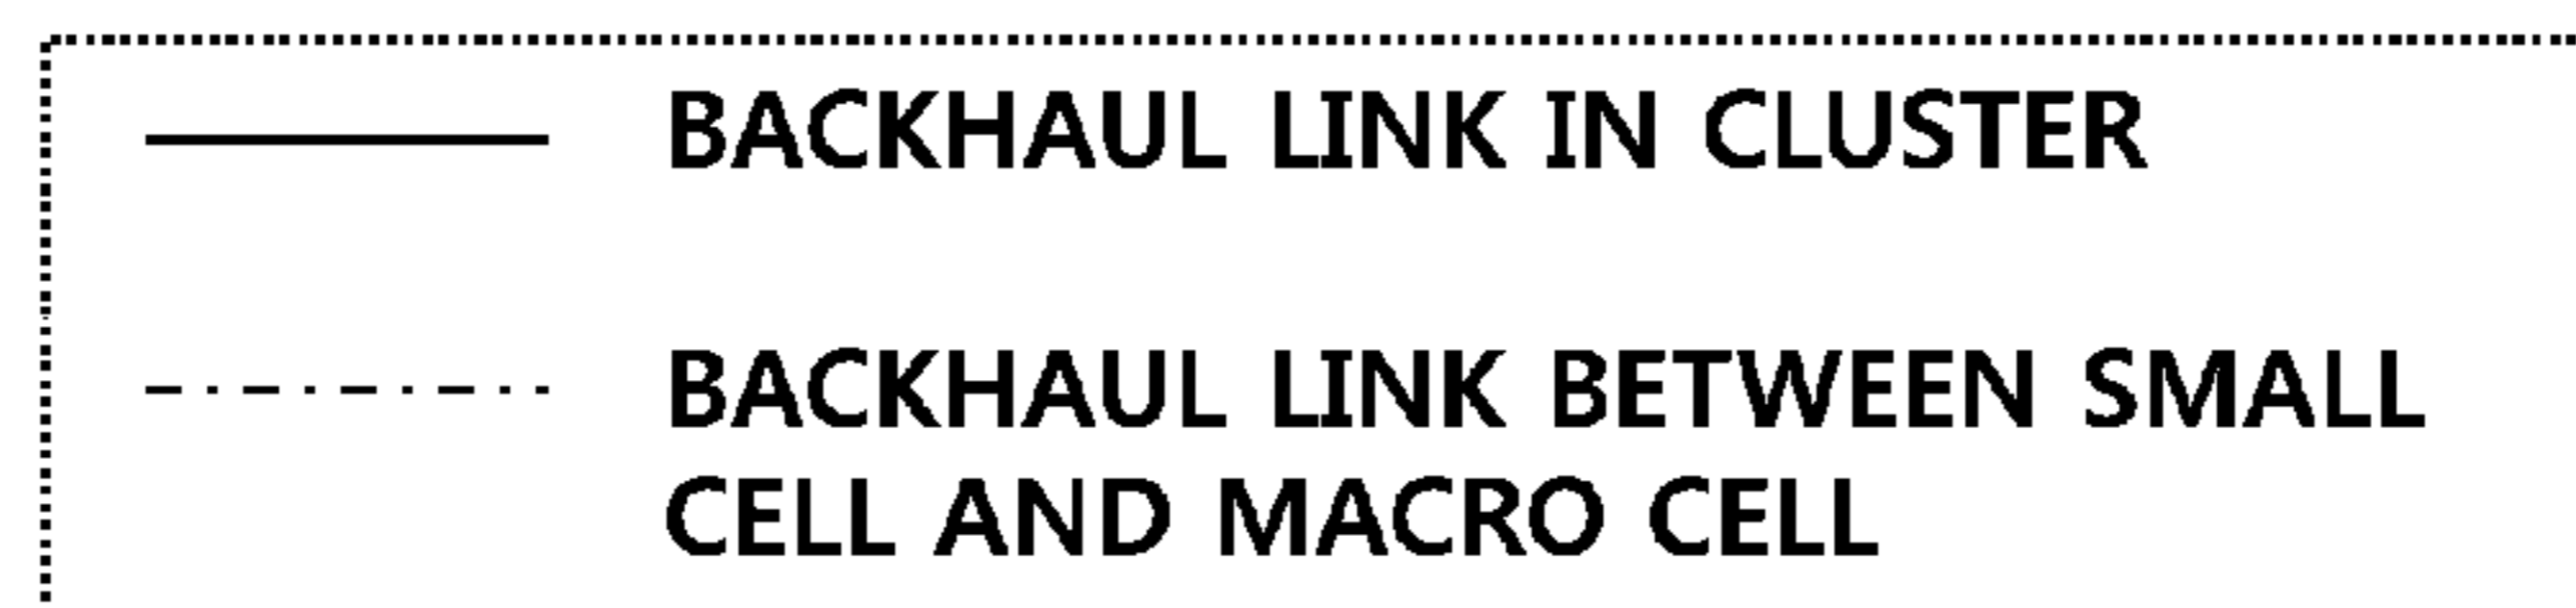 BACKHAUL LINK IN CLUSTER
BACKHAUL LINK BETWEEN SMALL
CELL AND MACRO CELL